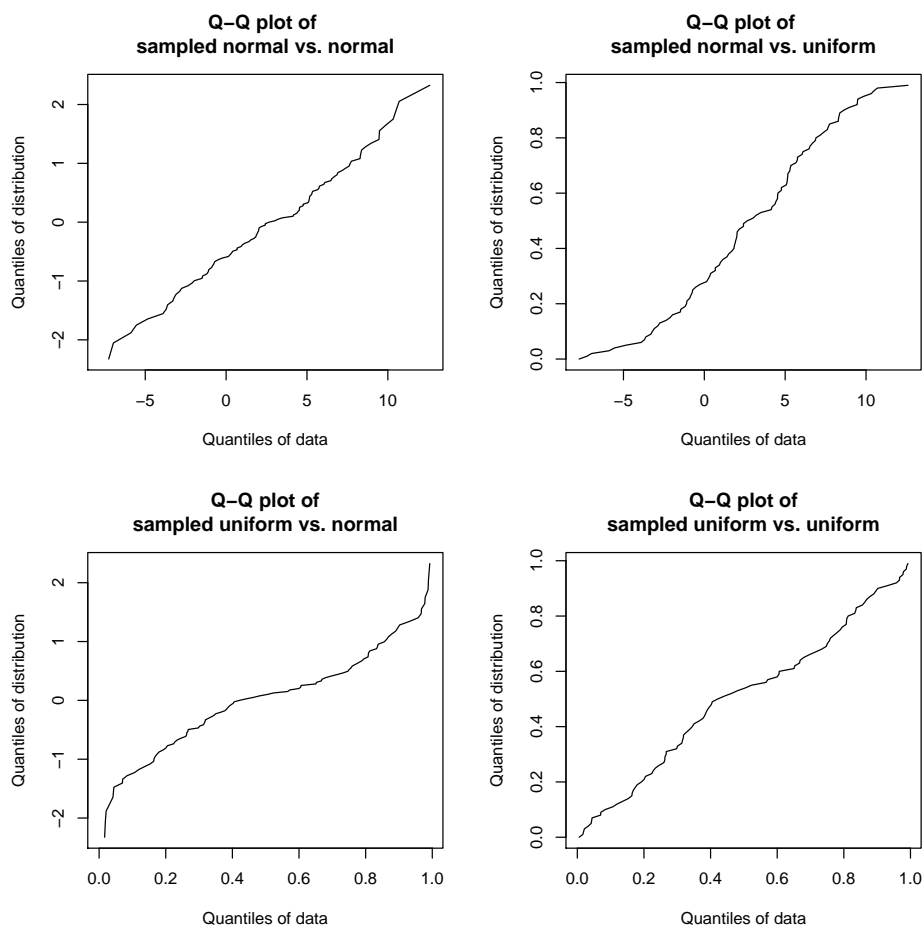 Q−Q plot of
sampled normal vs. normal
2
1
0
−1
−2
Quantiles of distribution
−5 0 5 10
Quantiles of data
Q−Q plot of
sampled normal vs. uniform
1.0
0.8
0.6
0.4
0.2
0.0
Quantiles of distribution
−5 0 5 10
Quantiles of data
Q−Q plot of
sampled uniform vs. normal
2
1
0
−1
−2
Quantiles of distribution
0.0 0.2 0.4 0.6 0.8 1.0
Quantiles of data
Q−Q plot of
sampled uniform vs. uniform
1.0
0.8
0.6
0.4
0.2
0.0
Quantiles of distribution
0.0 0.2 0.4 0.6 0.8 1.0
Quantiles of data